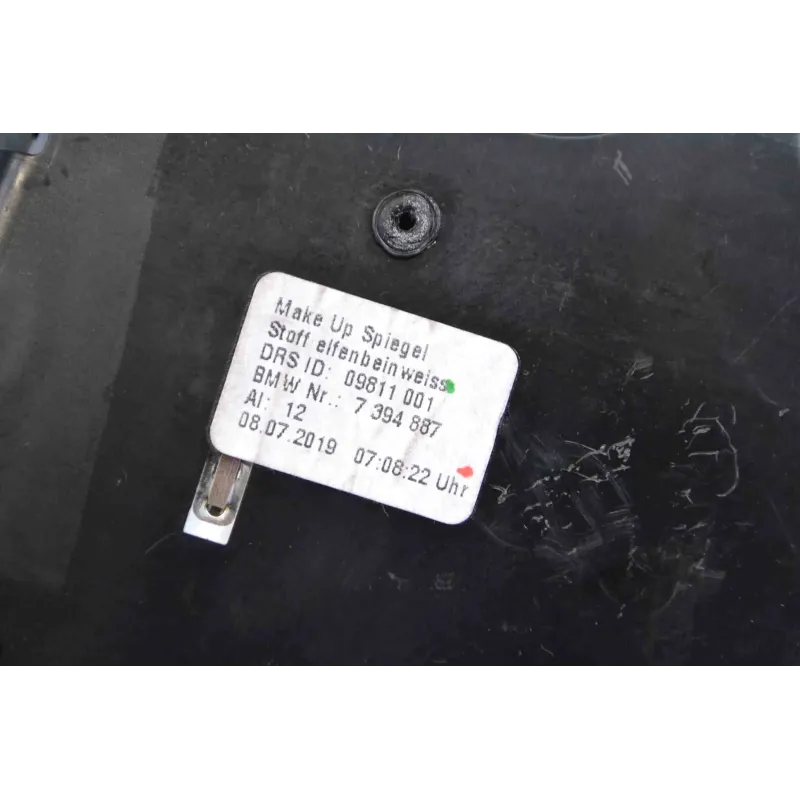 Make Up Spiegel
Stoff elfenbeinweiss
DRS ID: 09811 001
BMW Nr.: 7 394 887
AI: 12
08.07.2019 07:08:22 Uhr